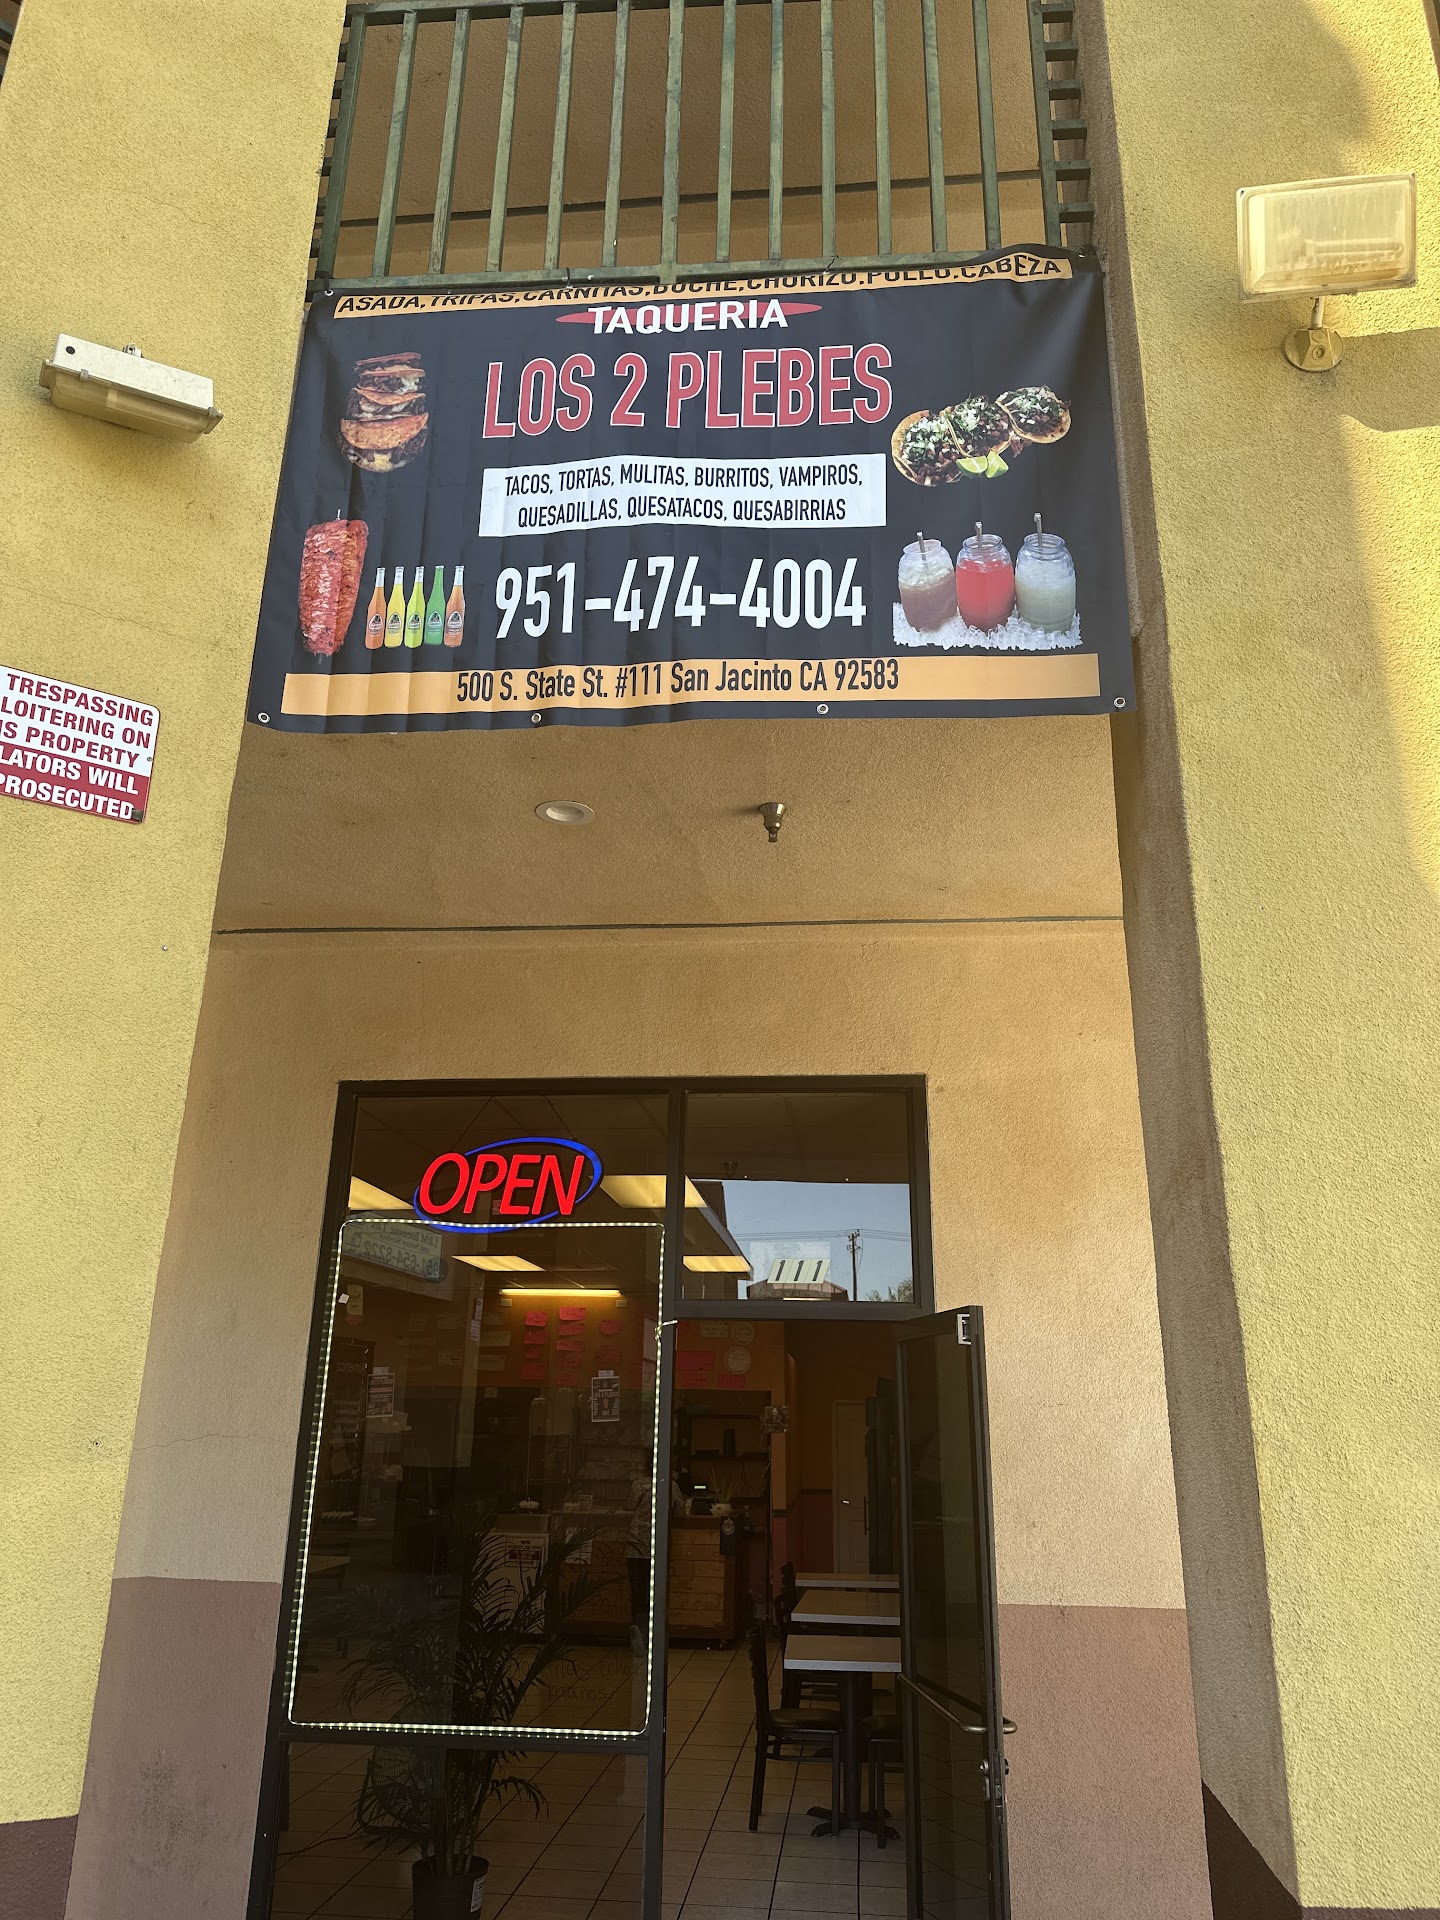 ASADA,TRIPAS,CARNITAS,BUCHE,CHORIZO.POLLO.CABEZA
TAQUERIA
LOS 2 PLEBES
TACOS, TORTAS, MULITAS, BURRITOS, VAMPIROS,
QUESADILLAS, QUESATACOS, QUESABIRRIAS
951-474-4004
500 S. State St. #111 San Jacinto CA 92583
TRESPASSING
LOITERING ON
IS PROPERTY
LATORS WILL
PROSECUTED
OPEN
111